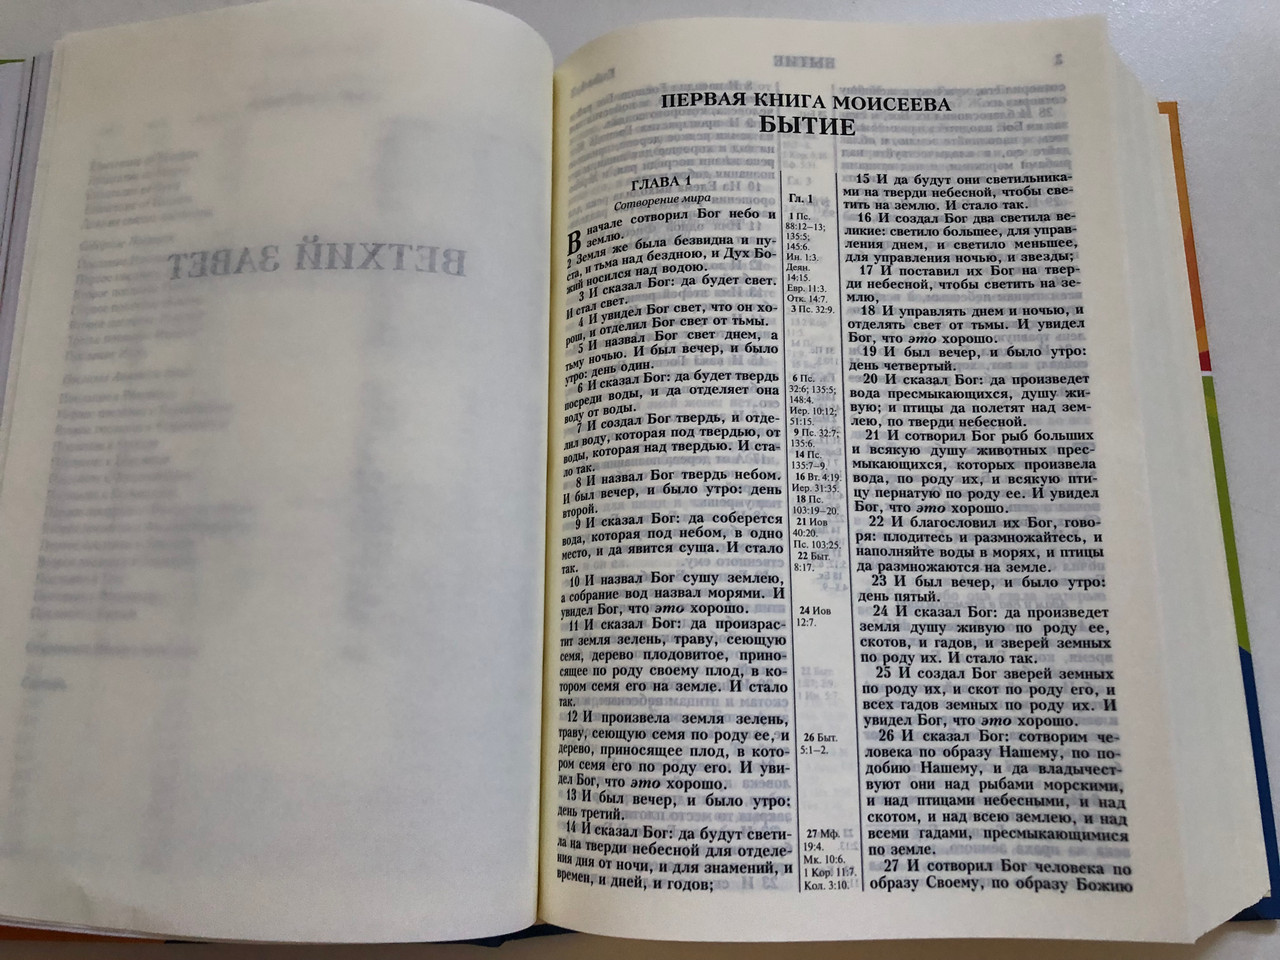 ВЕТХИЙ ЗАВЕТ
БЫТИЕ
2
ПЕРВАЯ КНИГА МОИСЕЕВА
БЫТИЕ
ГЛАВА 1
Сотворение мира
В начале сотворил Бог небо и
землю.
2 Земля же была безвидна и пу-
ста, и тьма над бездною, и Дух Бо-
жий носился над водою.
3 И сказал Бог: да будет свет.
И стал свет.
4 И увидел Бог свет, что он хо-
рош, и отделил Бог свет от тьмы.
5 И назвал Бог свет днем, а
тьму ночью. И был вечер, и было
утро: день один.
6 И сказал Бог: да будет твердь
посреди воды, и да отделяет она
воду от воды.
7 И создал Бог твердь, и отде-
лил воду, которая под твердью, от
воды, которая над твердью. И ста-
ло так.
8 И назвал Бог твердь небом.
И был вечер, и было утро: день
второй.
9 И сказал Бог: да соберется
вода, которая под небом, в одно
место, и да явится суша. И стало
так.
10 И назвал Бог сушу землею,
а собрание вод назвал морями. И
увидел Бог, что это хорошо.
11 И сказал Бог: да произрас-
тит земля зелень, траву, сеющую
семя, дерево плодовитое, прино-
сящее по роду своему плод, в ко-
тором семя его на земле. И стало
так.
12 И произвела земля зелень,
траву, сеющую семя по роду ее, и
дерево, приносящее плод, в кото-
ром семя его по роду его. И уви-
дел Бог, что это хорошо.
13 И был вечер, и было утро:
день третий.
14 И сказал Бог: да будут свети-
ла на тверди небесной для отделе-
ния дня от ночи, и для знамений, и
времен, и дней, и годов;
Гл. 1
1 Пс.
88:12–13;
135:5;
145:6.
Ин. 1:3.
Деян.
14:15.
Евр. 11:3.
Отк. 14:7.
3 Пс. 32:9.
6 Пс.
32:6; 135:5;
148:4.
Иер. 10:12;
51:15.
9 Пс. 32:7;
135:6.
14 Пс.
135:7–9.
16 Вт. 4:19.
Иер. 31:35.
18 Пс.
103:19–20.
21 Иов
40:20.
Пс. 103:25.
22 Быт.
8:17.
24 Иов
12:7.
26 Быт.
5:1–2.
27 Мф.
19:4.
Мк. 10:6.
1 Кор. 11:7.
Кол. 3:10.
15 И да будут они светильника-
ми на тверди небесной, чтобы све-
тить на землю. И стало так.
16 И создал Бог два светила ве-
ликие: светило большее, для управ-
ления днем, и светило меньшее,
для управления ночью, и звезды;
17 И поставил их Бог на твер-
ди небесной, чтобы светить на зе-
млю,
18 И управлять днем и ночью, и
отделять свет от тьмы. И увидел
Бог, что это хорошо.
19 И был вечер, и было утро:
день четвертый.
20 И сказал Бог: да произведет
вода пресмыкающихся, душу жи-
вую; и птицы да полетят над зем-
лею, по тверди небесной.
21 И сотворил Бог рыб больших
и всякую душу животных прес-
мыкающихся, которых произвела
вода, по роду их, и всякую пти-
цу пернатую по роду ее. И увидел
Бог, что это хорошо.
22 И благословил их Бог, гово-
ря: плодитесь и размножайтесь, и
наполняйте воды в морях, и птицы
да размножаются на земле.
23 И был вечер, и было утро:
день пятый.
24 И сказал Бог: да произведет
земля душу живую по роду ее,
скотов, и гадов, и зверей земных
по роду их. И стало так.
25 И создал Бог зверей земных
по роду их, и скот по роду его, и
всех гадов земных по роду их. И
увидел Бог, что это хорошо.
26 И сказал Бог: сотворим че-
ловека по образу Нашему, по по-
добию Нашему, и да владычест-
вуют они над рыбами морскими,
и над птицами небесными, и над
скотом, и над всею землею, и над
всеми гадами, пресмыкающимися
по земле.
27 И сотворил Бог человека по
образу Своему, по образу Божию